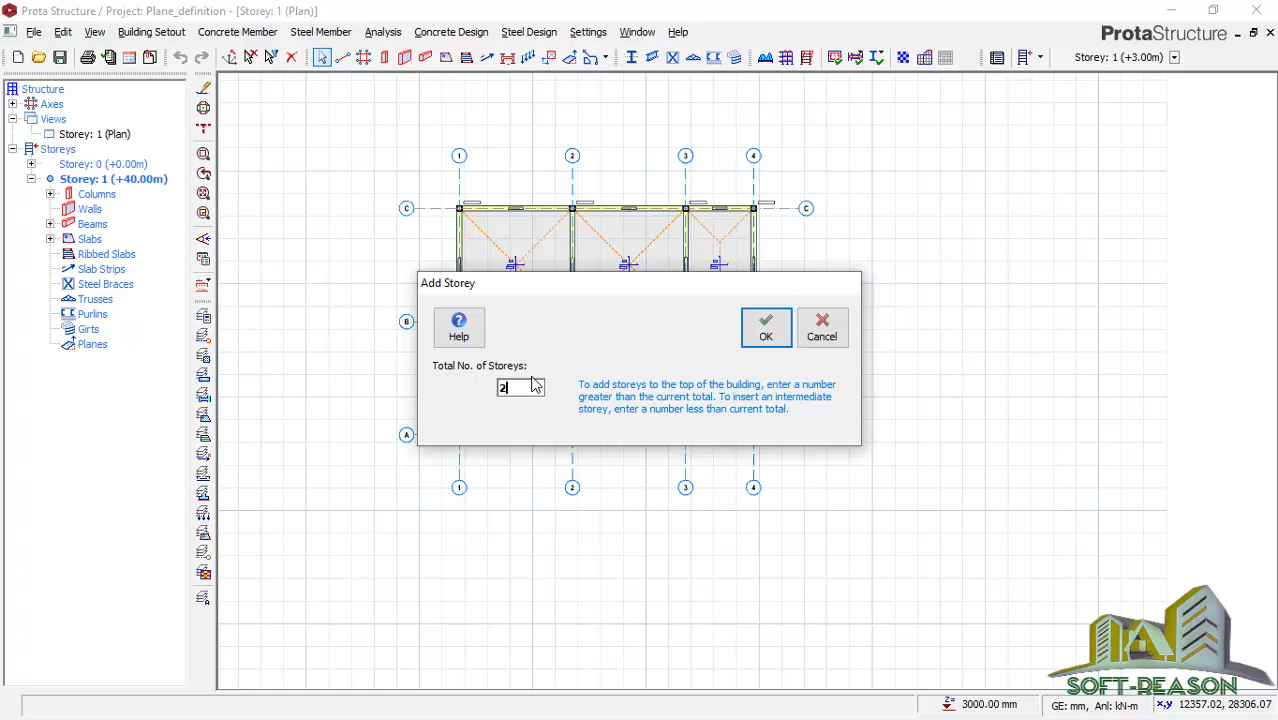 Prota Structure / Project: Plane_definition - [Storey: 1 (Plan)]
File Edit View Building Setout Concrete Member Steel Member Analysis Concrete Design Steel Design Settings Window Help
ProtaStructure
Storey: 1 (+3.00m)
Structure
Axes
Views
Storey: 1 (Plan)
Storeys
Storey: 0 (+0.00m)
Storey: 1 (+40.00m)
Columns
Walls
Beams
Slabs
Ribbed Slabs
Slab Strips
Steel Braces
Trusses
Purlins
Girts
Planes
1 2 3 4
C C
B
A
1 2 3 4
Add Storey
Help
OK
Cancel
Total No. of Storeys:
2
To add storeys to the top of the building, enter a number
greater than the current total. To insert an intermediate
storey, enter a number less than current total.
SOFT-REASON
Z= 3000.00 mm
GE: mm, Anl: kN-m
x,y 12357.02, 28306.07